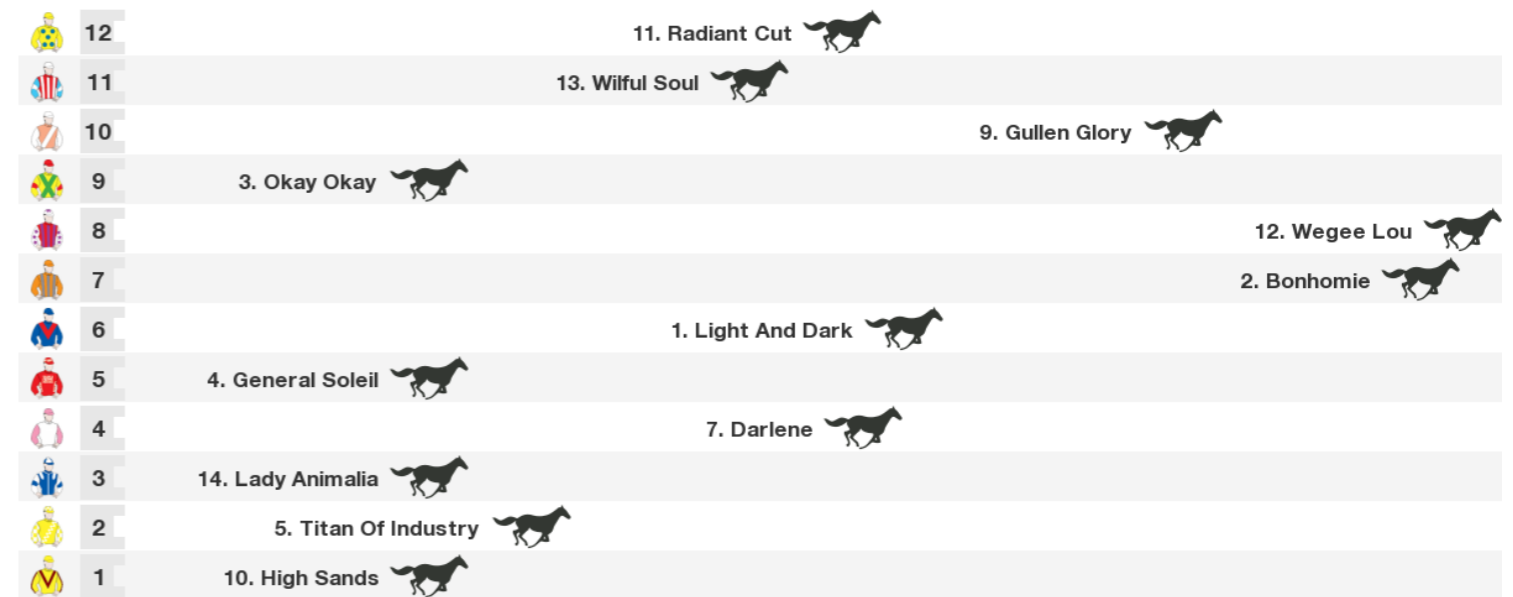 12 11. Radiant Cut
11 13. Wilful Soul
10 9. Gullen Glory
9 3. Okay Okay
8 12. Wegee Lou
7 2. Bonhomie
6 1. Light And Dark
5 4. General Soleil
4 7. Darlene
3 14. Lady Animalia
2 5. Titan Of Industry
1 10. High Sands